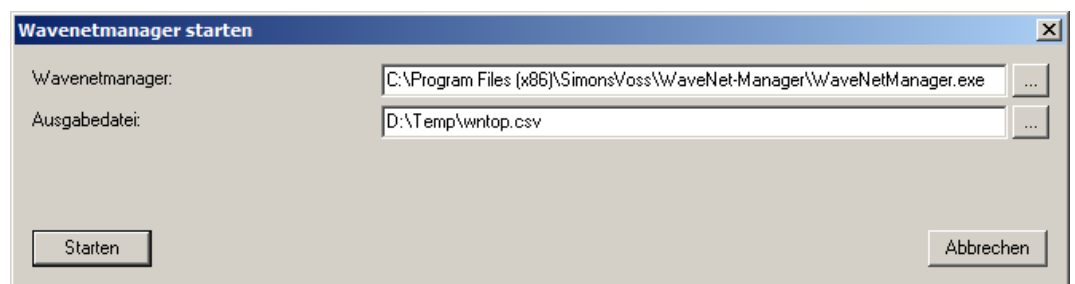 Wavenetmanager starten
Wavenetmanager: C:\Program Files (x86)\SimonsVoss\WaveNet-Manager\WaveNetManager.exe ...
Ausgabedatei: D:\Temp\wntop.csv ...
Starten Abbrechen